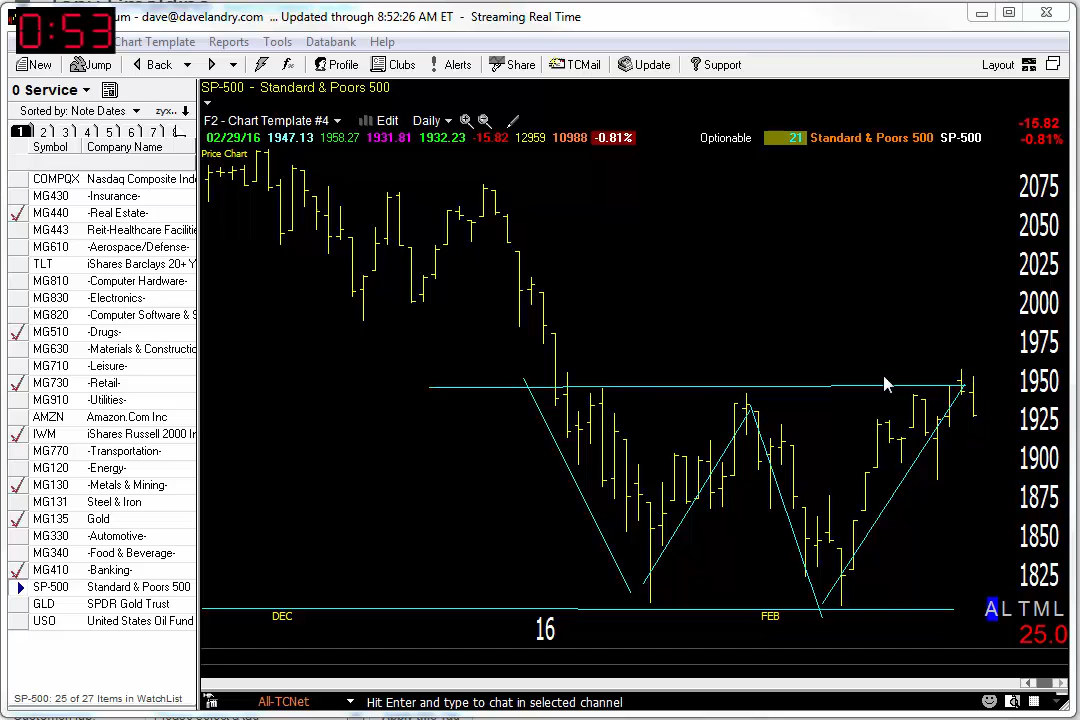 um - dave@davelandry.com ... Updated through 8:52:26 AM ET - Streaming Real Time
0:53
Chart Template Reports Tools Databank Help
New Jump Back Profile Clubs Alerts Share TCMail Update Support Layout
0 Service
Sorted by: Note Dates zyx..
1 2 3 4 5 6 7
Symbol Company Name
COMPQX Nasdaq Composite Inde
MG430 -Insurance-
MG440 -Real Estate-
MG443 Reit-Healthcare Facilitie
MG610 -Aerospace/Defense-
TLT iShares Barclays 20+ Y
MG810 -Computer Hardware-
MG830 -Electronics-
MG820 -Computer Software & S
MG510 -Drugs-
MG630 -Materials & Constructio
MG710 -Leisure-
MG730 -Retail-
MG910 -Utilities-
AMZN Amazon.Com Inc
IWM iShares Russell 2000 In
MG770 -Transportation-
MG120 -Energy-
MG130 -Metals & Mining-
MG131 Steel & Iron
MG135 Gold
MG330 -Automotive-
MG340 -Food & Beverage-
MG410 -Banking-
SP-500 Standard & Poors 500
GLD SPDR Gold Trust
USO United States Oil Fund
SP-500: 25 of 27 Items in WatchList
SP-500 - Standard & Poors 500
F2 - Chart Template #4 Edit Daily
02/29/16 1947.13 1958.27 1931.81 1932.23 -15.82 12959 10988 -0.81% Optionable 21 Standard & Poors 500 SP-500
-15.82
-0.81%
Price Chart
2075
2050
2025
2000
1975
1950
1925
1900
1875
1850
1825
A L T M L
25.0
DEC 16 FEB
All-TCNet Hit Enter and type to chat in selected channel